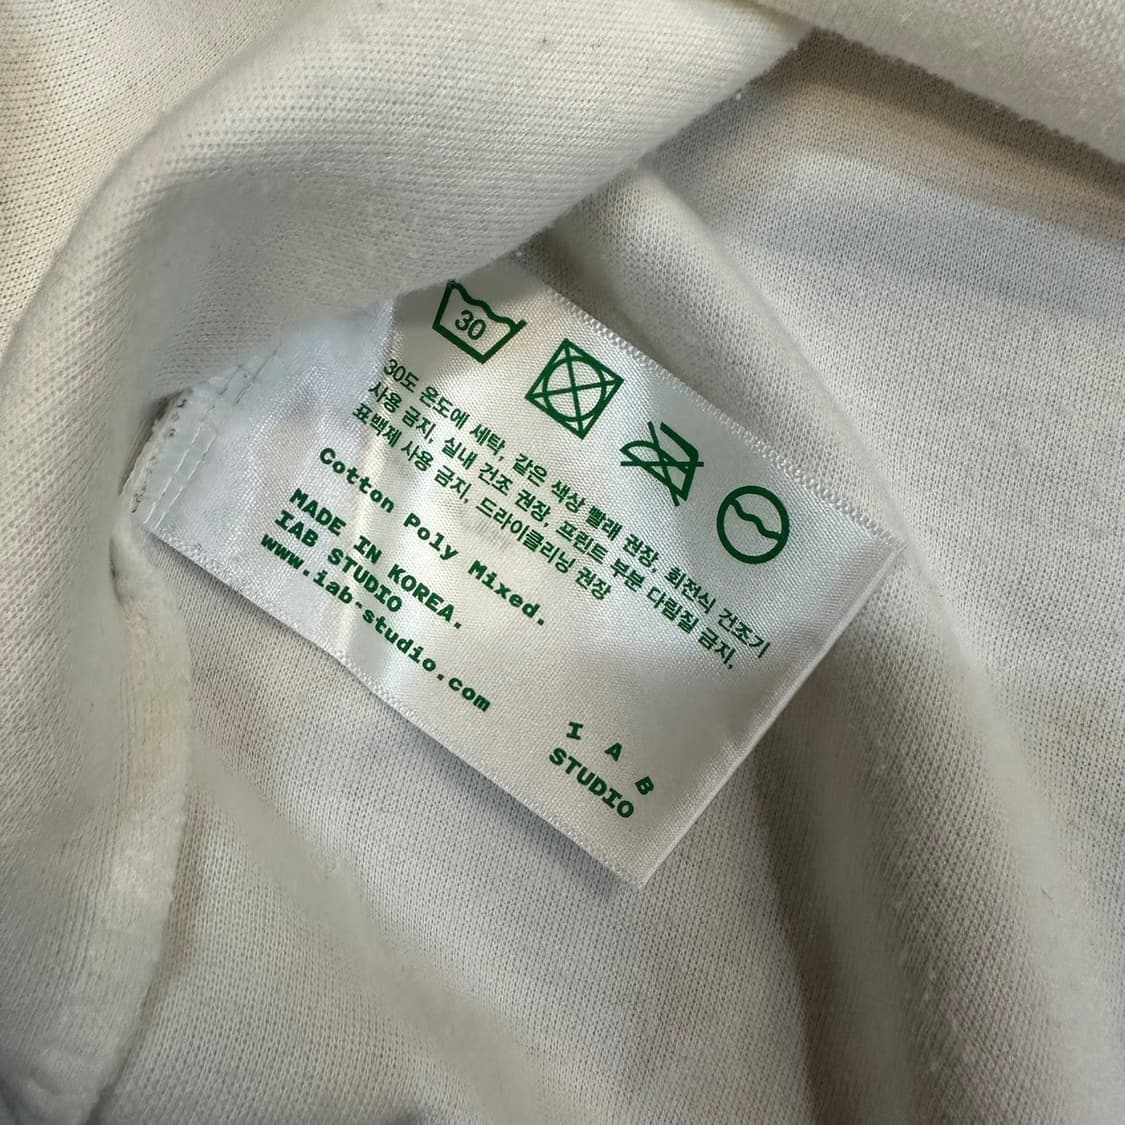 30
30도 온도에 세탁, 같은 색상 빨래 권장, 회전식 건조기
사용 금지, 실내 건조 권장, 프린트 부분 다림질 금지,
표백제 사용 금지, 드라이클리닝 권장
Cotton Poly Mixed.
MADE IN KOREA.
IAB STUDIO
www.iab-studio.com
I A B
STUDIO